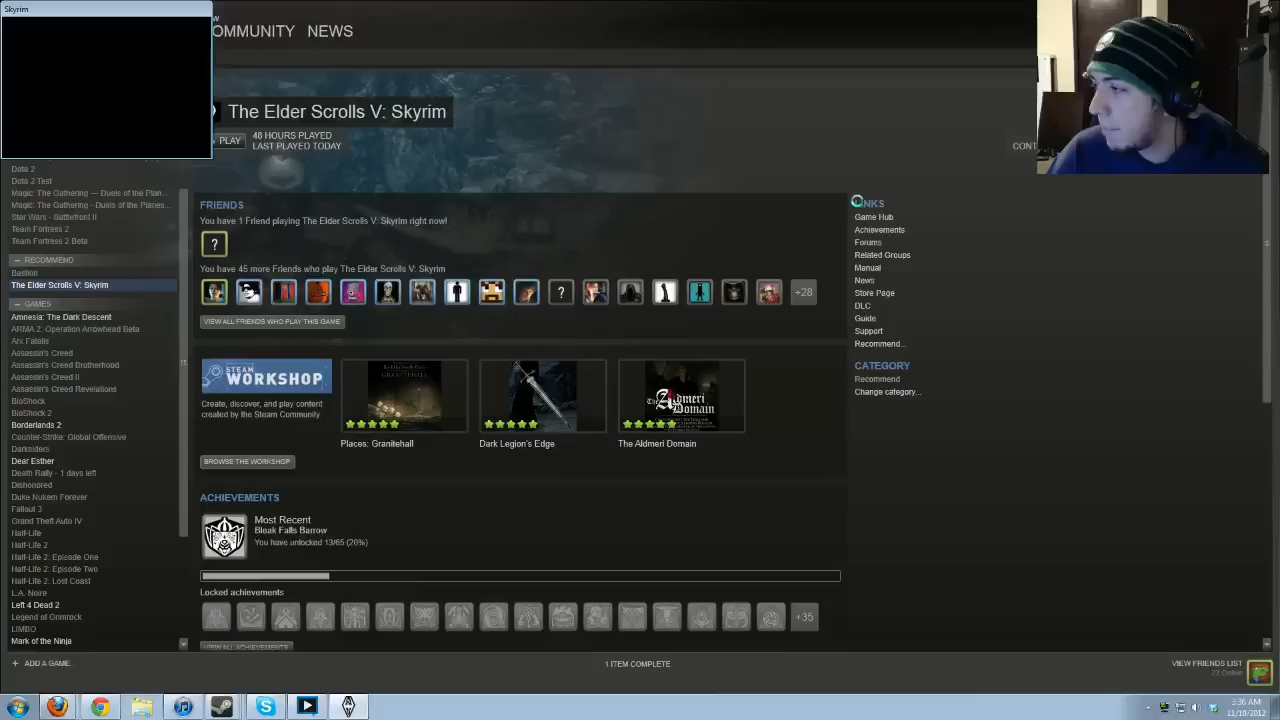 Skyrim
COMMUNITY NEWS
The Elder Scrolls V: Skyrim
PLAY
48 HOURS PLAYED
LAST PLAYED TODAY
CONT
Dota 2
Dota 2 Test
Magic: The Gathering — Duels of the Plan...
Magic: The Gathering - Duels of the Planes...
Star Wars - Battlefront II
Team Fortress 2
Team Fortress 2 Beta
— RECOMMEND
Bastion
The Elder Scrolls V: Skyrim
— GAMES
Amnesia: The Dark Descent
ARMA 2: Operation Arrowhead Beta
Arx Fatalis
Assassin's Creed
Assassin's Creed Brotherhood
Assassin's Creed II
Assassin's Creed Revelations
BioShock
BioShock 2
Borderlands 2
Counter-Strike: Global Offensive
Darksiders
Dear Esther
Death Rally - 1 days left
Dishonored
Duke Nukem Forever
Fallout 3
Grand Theft Auto IV
Half-Life
Half-Life 2
Half-Life 2: Episode One
Half-Life 2: Episode Two
Half-Life 2: Lost Coast
L.A. Noire
Left 4 Dead 2
Legend of Grimrock
LIMBO
Mark of the Ninja
+ ADD A GAME...
FRIENDS
You have 1 Friend playing The Elder Scrolls V: Skyrim right now!
?
You have 45 more Friends who play The Elder Scrolls V: Skyrim
?
+28
VIEW ALL FRIENDS WHO PLAY THIS GAME
STEAM
WORKSHOP
Create, discover, and play content
created by the Steam Community
BROWSE THE WORKSHOP
GRANITEHALL
Places: Granitehall
Dark Legion's Edge
The Aldmeri
Domain
The Aldmeri Domain
ACHIEVEMENTS
Most Recent
Bleak Falls Barrow
You have unlocked 13/65 (20%)
Locked achievements
+35
VIEW ALL ACHIEVEMENTS
LINKS
Game Hub
Achievements
Forums
Related Groups
Manual
News
Store Page
DLC
Guide
Support
Recommend...
CATEGORY
Recommend
Change category...
1 ITEM COMPLETE
VIEW FRIENDS LIST
23 Online
3:36 AM
11/10/2012